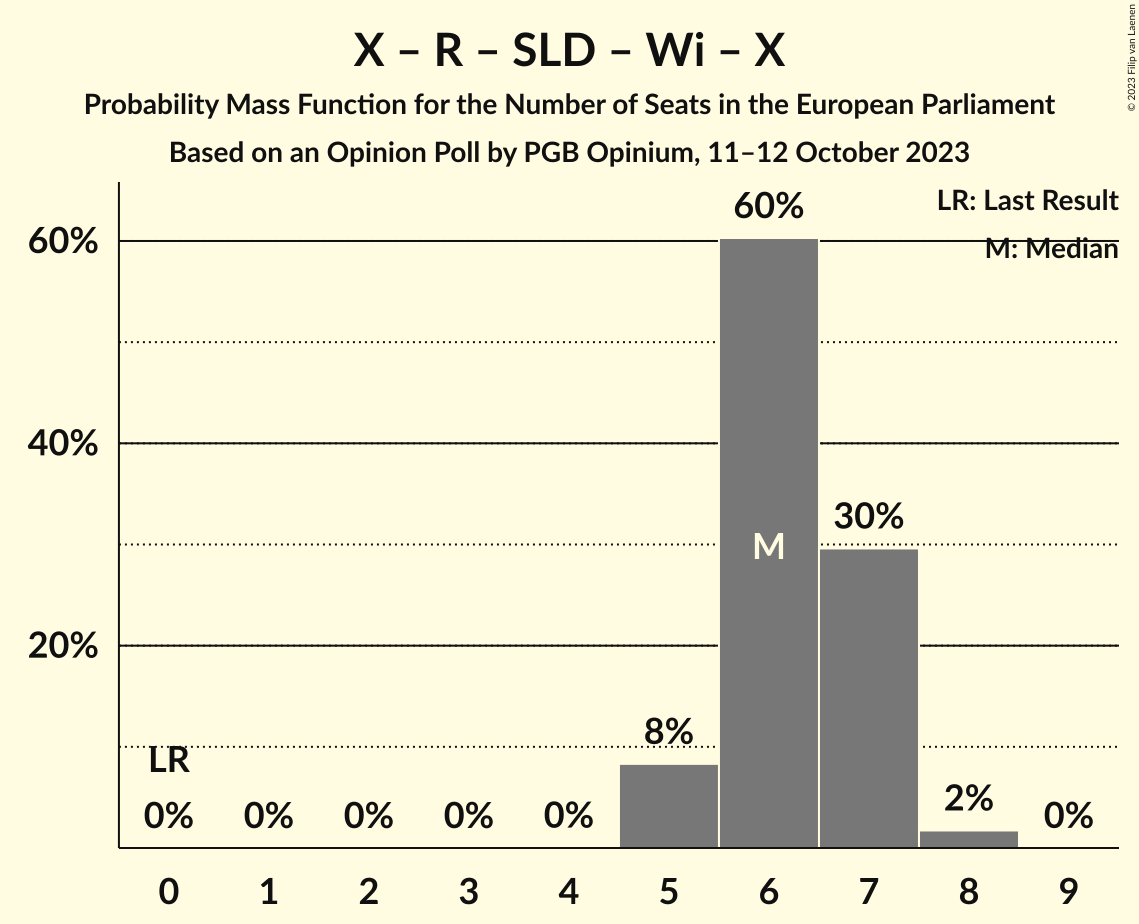 X – R – SLD – Wi – X
Probability Mass Function for the Number of Seats in the European Parliament
Based on an Opinion Poll by PGB Opinium, 11–12 October 2023
© 2023 Filip van Laenen
LR: Last Result
M: Median
60%
40%
20%
LR
0%
0%
0%
0%
0%
8%
60%
M
30%
2%
0%
0 1 2 3 4 5 6 7 8 9